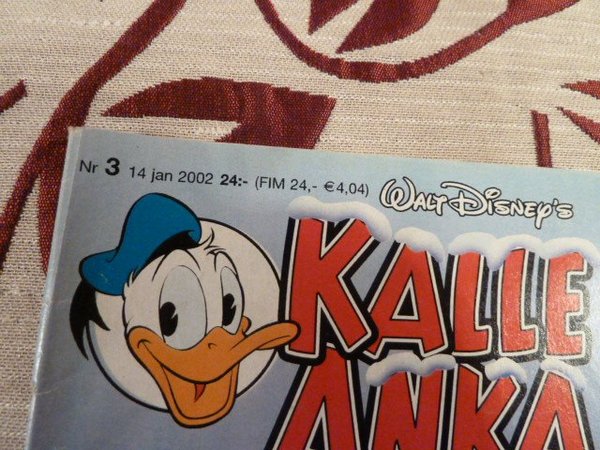 Nr 3 14 jan 2002 24:- (FIM 24,- €4,04)
WALT DISNEY'S
KALLE
ANKA